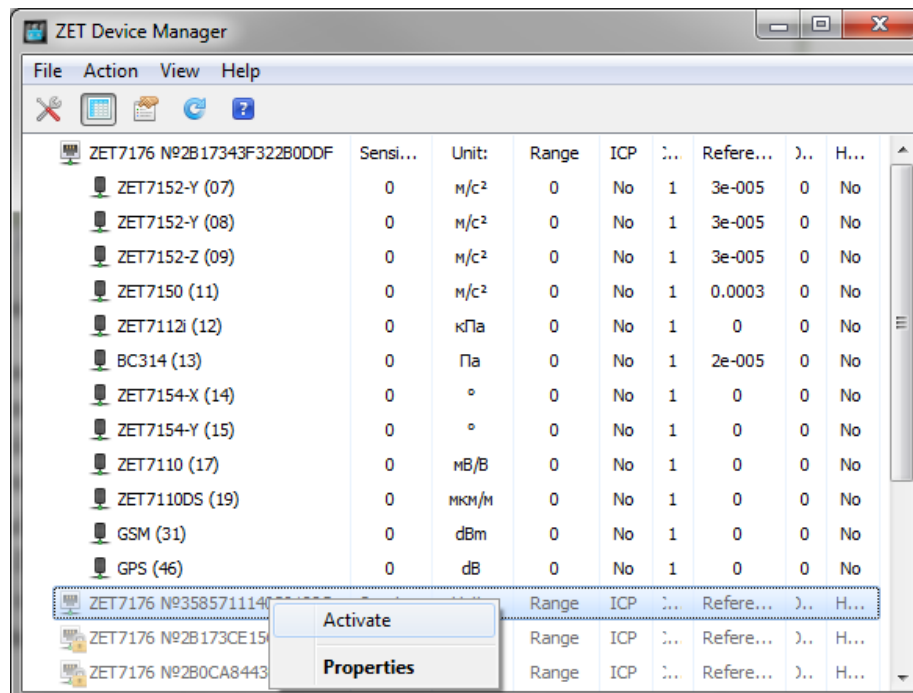 ZET Device Manager
File Action View Help
ZET7176 №2B17343F322B0DDF Sensi... Unit: Range ICP Refere... H...
ZET7152-Y (07) 0 м/с² 0 No 1 3e-005 0 No
ZET7152-Y (08) 0 м/с² 0 No 1 3e-005 0 No
ZET7152-Z (09) 0 м/с² 0 No 1 3e-005 0 No
ZET7150 (11) 0 м/с² 0 No 1 0.0003 0 No
ZET7112i (12) 0 кПа 0 No 1 0 0 No
BC314 (13) 0 Па 0 No 1 2e-005 0 No
ZET7154-X (14) 0 ° 0 No 1 0 0 No
ZET7154-Y (15) 0 ° 0 No 1 0 0 No
ZET7110 (17) 0 мВ/В 0 No 1 0 0 No
ZET7110DS (19) 0 мкм/м 0 No 1 0 0 No
GSM (31) 0 dBm 0 No 1 0 0 No
GPS (46) 0 dB 0 No 1 0 0 No
ZET7176 Range ICP Refere... H...
Activate
ZET7176 №2B173CE15 Range ICP Refere... H...
Properties
ZET7176 №2B0CA8443 Range ICP Refere... H...